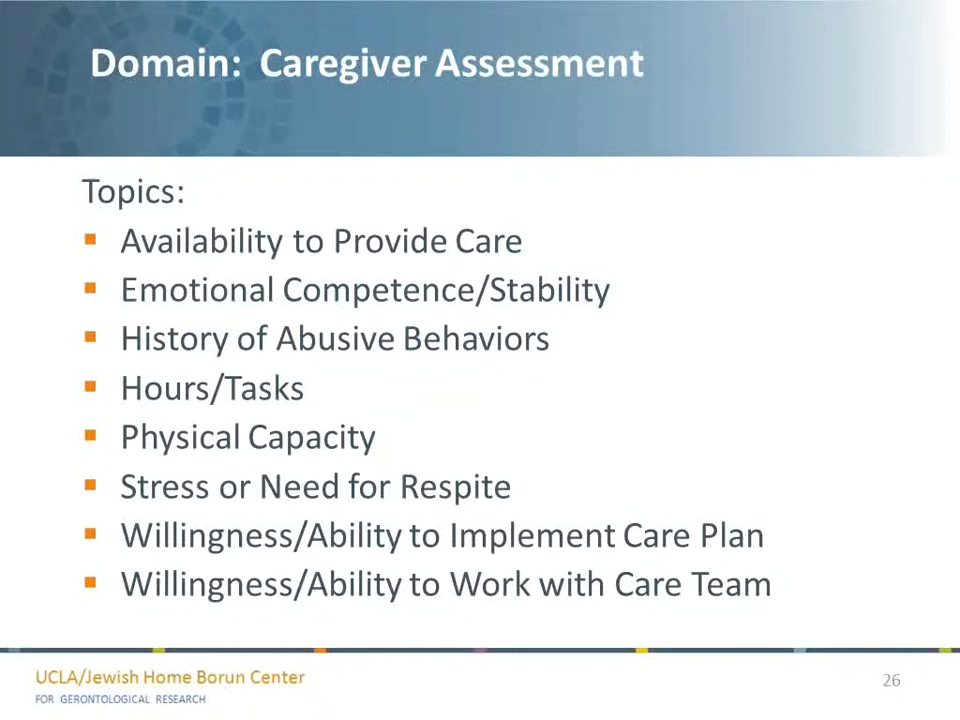 Domain: Caregiver Assessment
Topics:
Availability to Provide Care
Emotional Competence/Stability
History of Abusive Behaviors
Hours/Tasks
Physical Capacity
Stress or Need for Respite
Willingness/Ability to Implement Care Plan
Willingness/Ability to Work with Care Team
UCLA/Jewish Home Borun Center
FOR GERONTOLOGICAL RESEARCH
26